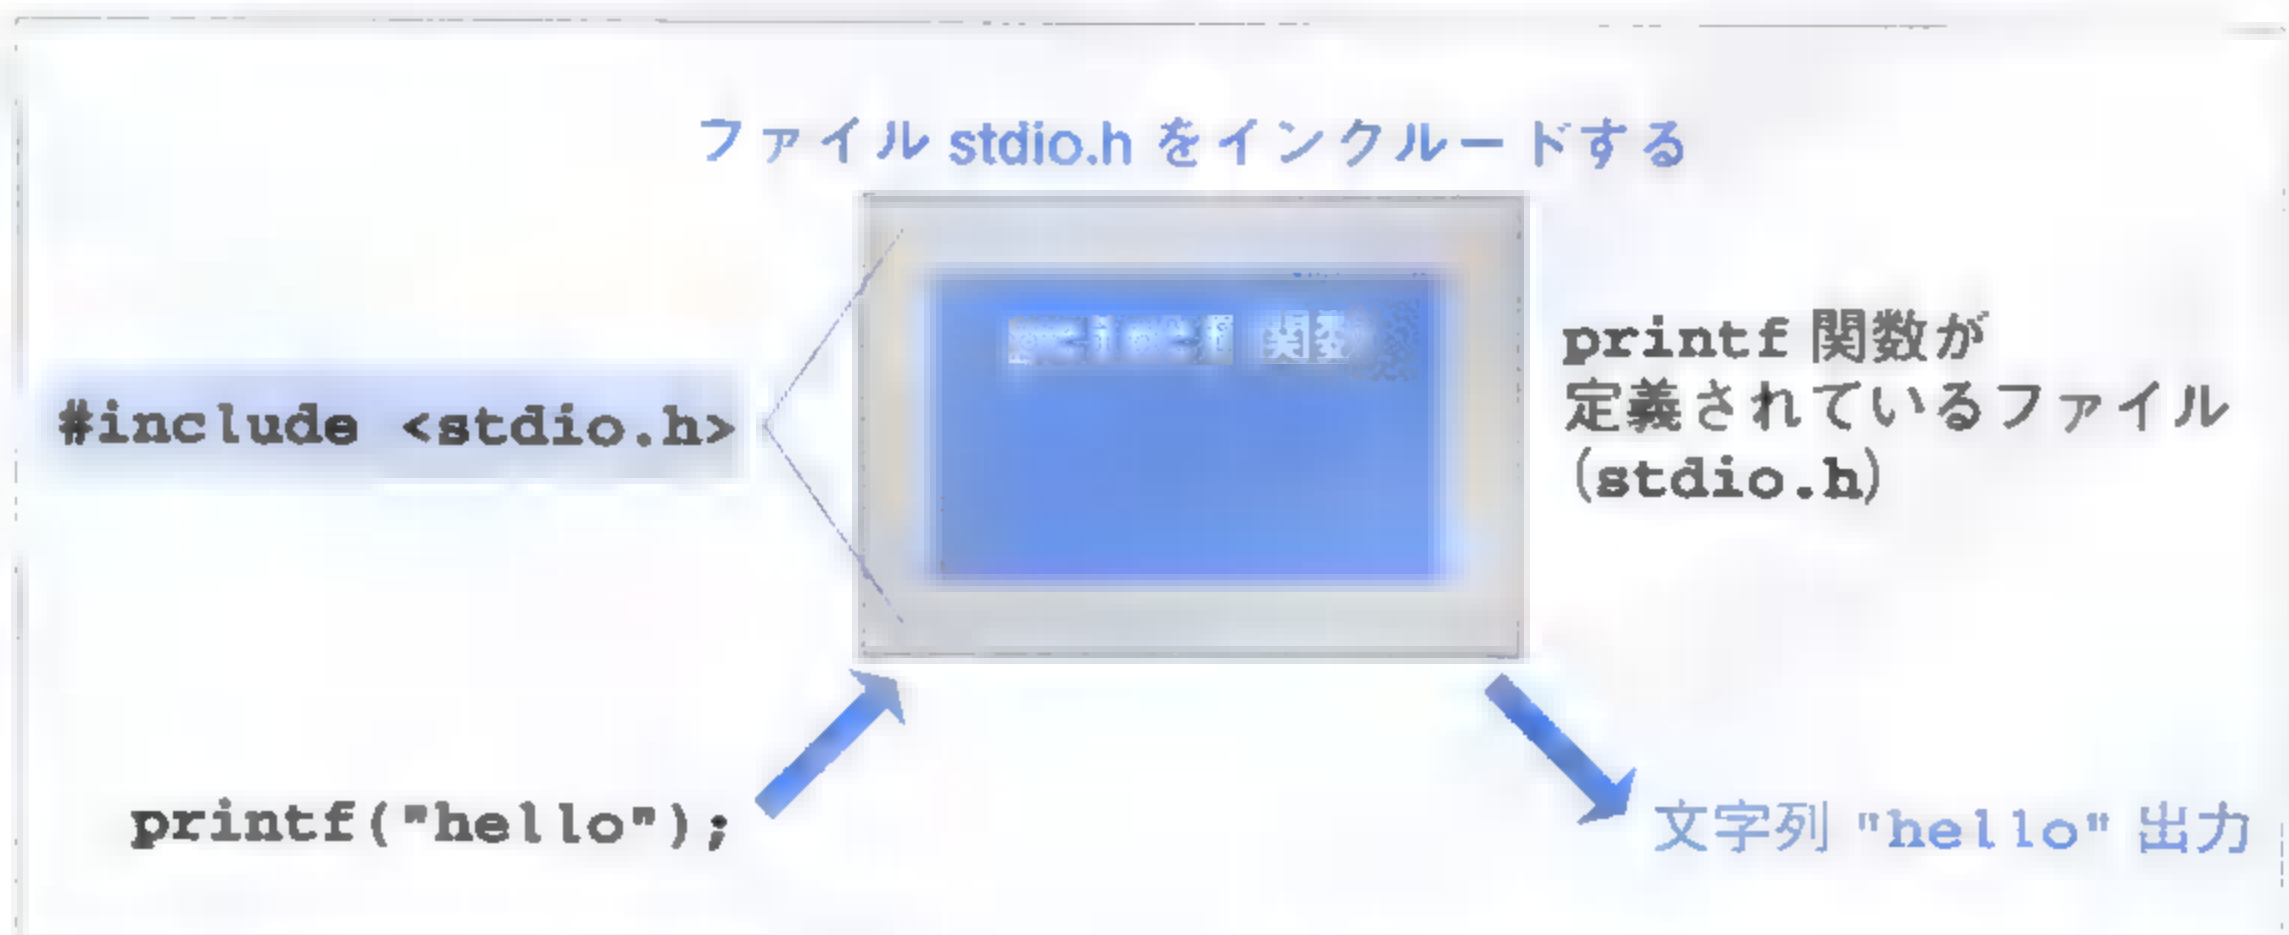 ファイル stdio.h をインクルードする
関数
#include <stdio.h>
printf 関数が
定義されているファイル
(stdio.h)
printf("hello");
文字列 "hello" 出力